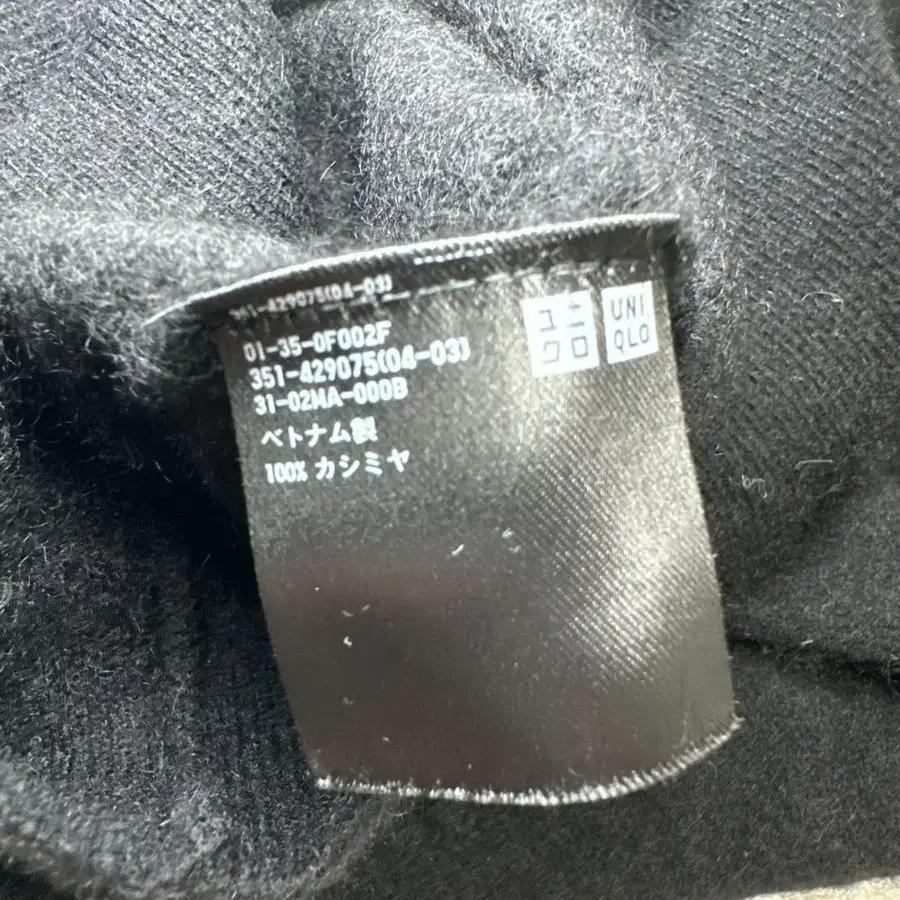 351-429075(04-03)
ユニ
クロ
UNI
QLO
01-35-0F002F
351-429075(04-03)
31-02MA-000B
ベトナム製
100% カシミヤ